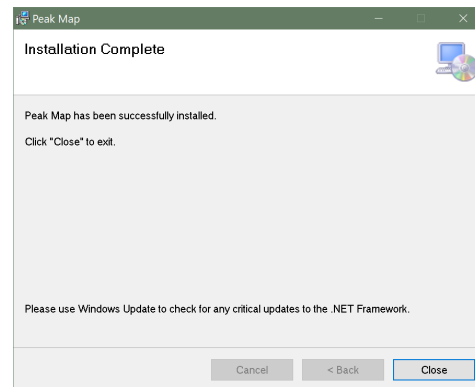 Peak Map
Installation Complete
Peak Map has been successfully installed.
Click "Close" to exit.
Please use Windows Update to check for any critical updates to the .NET Framework.
Cancel
< Back
Close